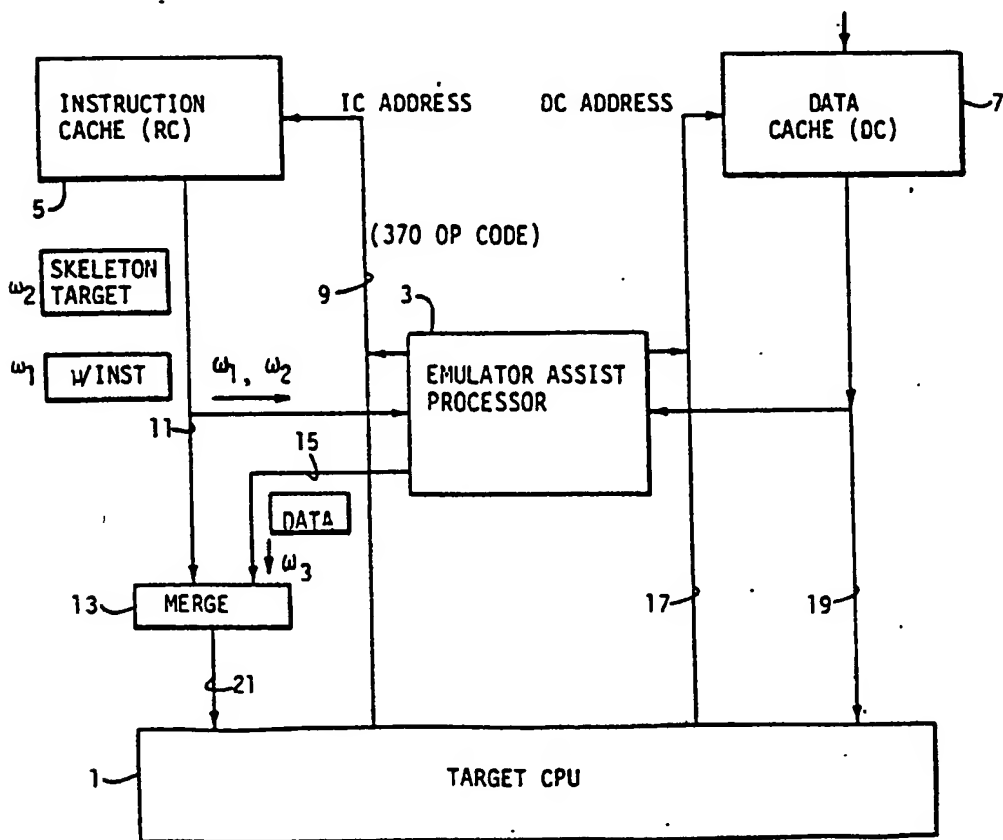 INSTRUCTION
CACHE (RC)
5
IC ADDRESS
DC ADDRESS
DATA
CACHE (DC)
7
(370 OP CODE)
9
ω2
SKELETON
TARGET
ω1
μ/INST
ω1, ω2
11
3
EMULATOR ASSIST
PROCESSOR
15
DATA
ω3
13
MERGE
17
19
21
1
TARGET CPU